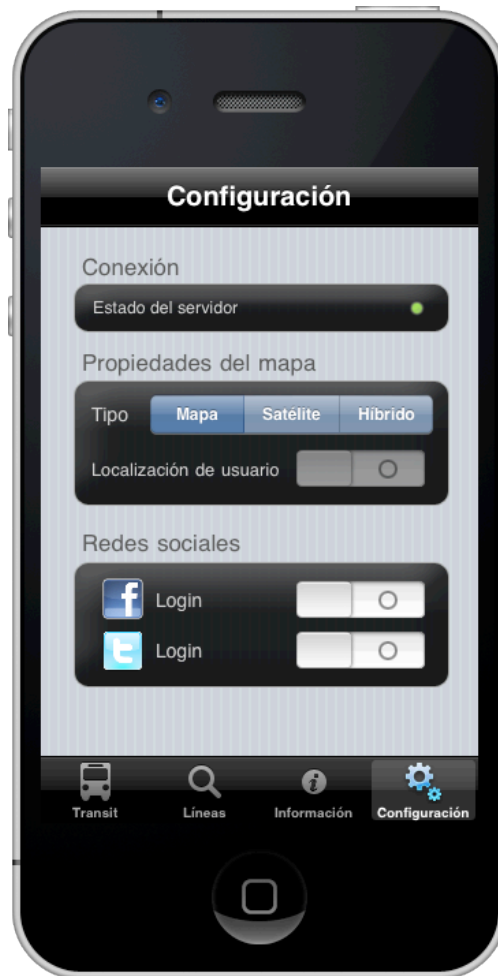 Configuración
Conexión
Estado del servidor
Propiedades del mapa
Tipo Mapa Satélite Híbrido
Localización de usuario
Redes sociales
f Login
t Login
Transit Líneas Información Configuración